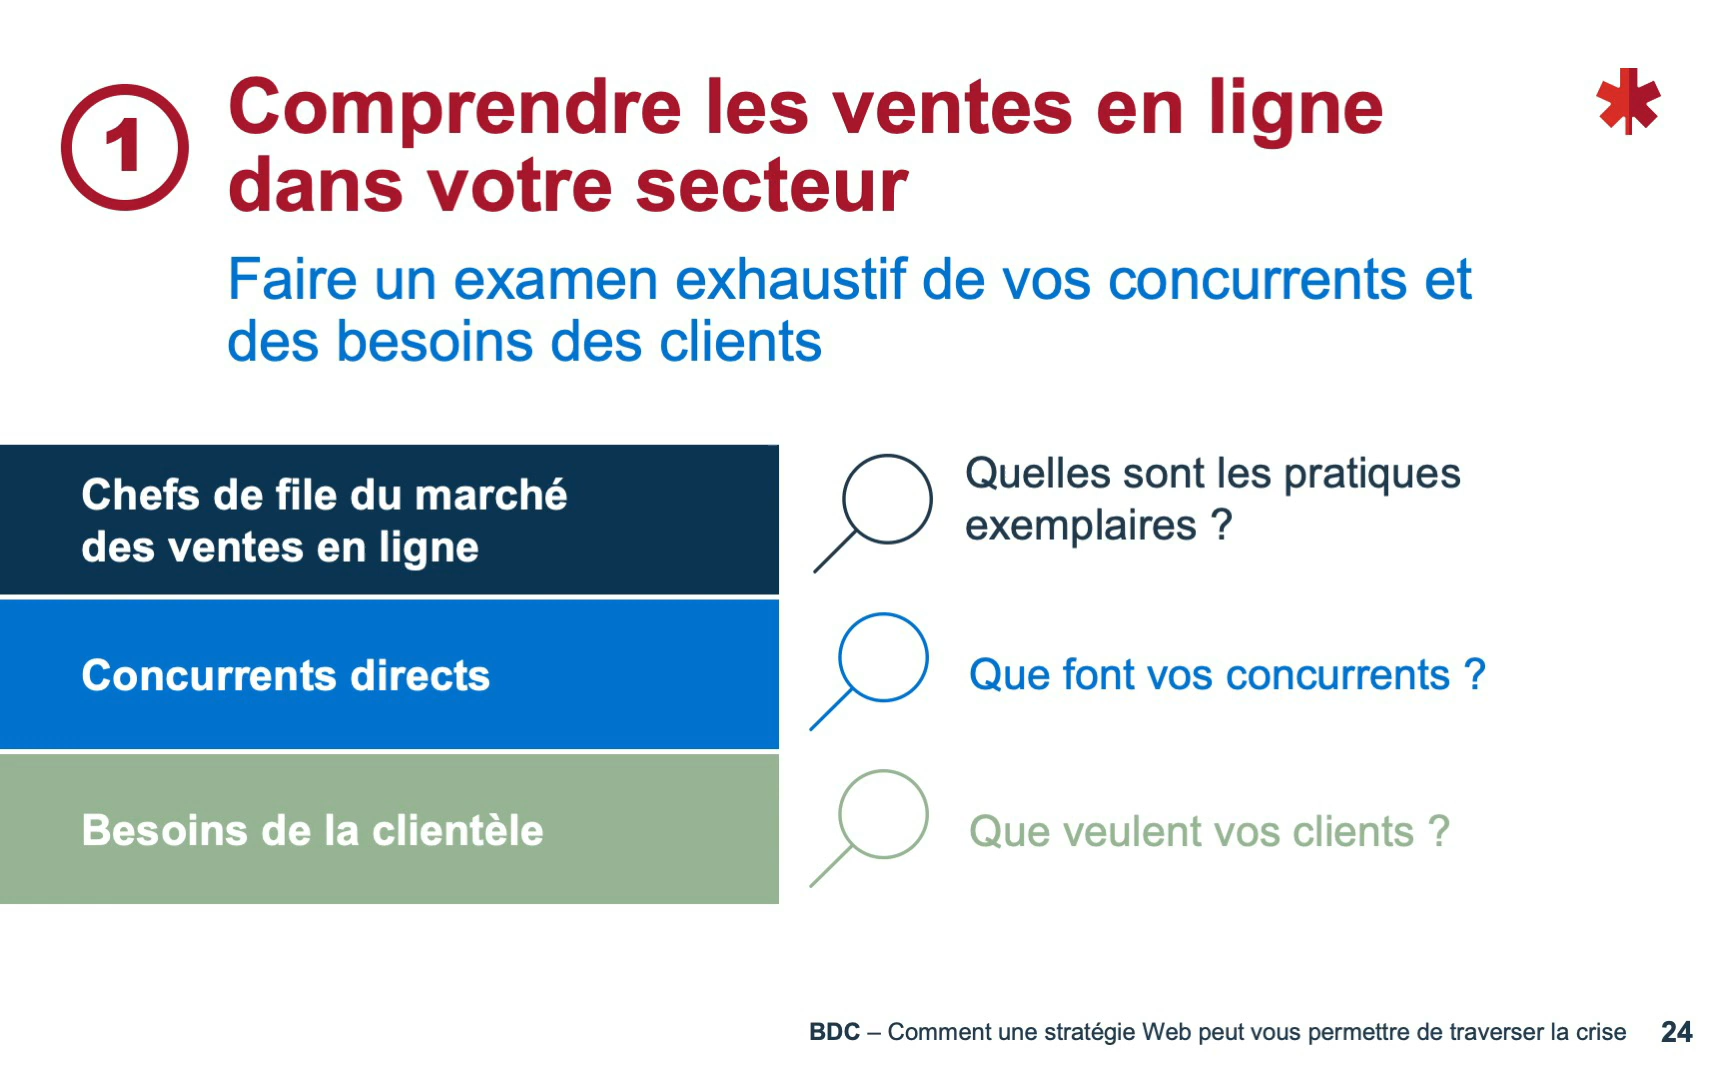 1
Comprendre les ventes en ligne
dans votre secteur
Faire un examen exhaustif de vos concurrents et
des besoins des clients
Chefs de file du marché
des ventes en ligne
Quelles sont les pratiques
exemplaires ?
Concurrents directs
Que font vos concurrents ?
Besoins de la clientèle
Que veulent vos clients ?
BDC – Comment une stratégie Web peut vous permettre de traverser la crise 24